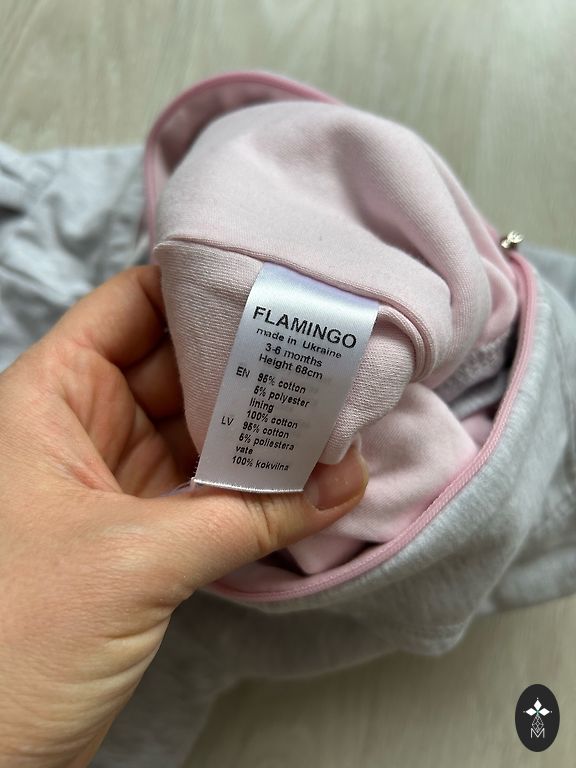 FLAMINGO
made in Ukraine
3-6 months
Height 68cm
EN 95% cotton
5% polyester
lining
100% cotton
LV 95% cotton
5% poliastera
vate
100% kokvilna
M